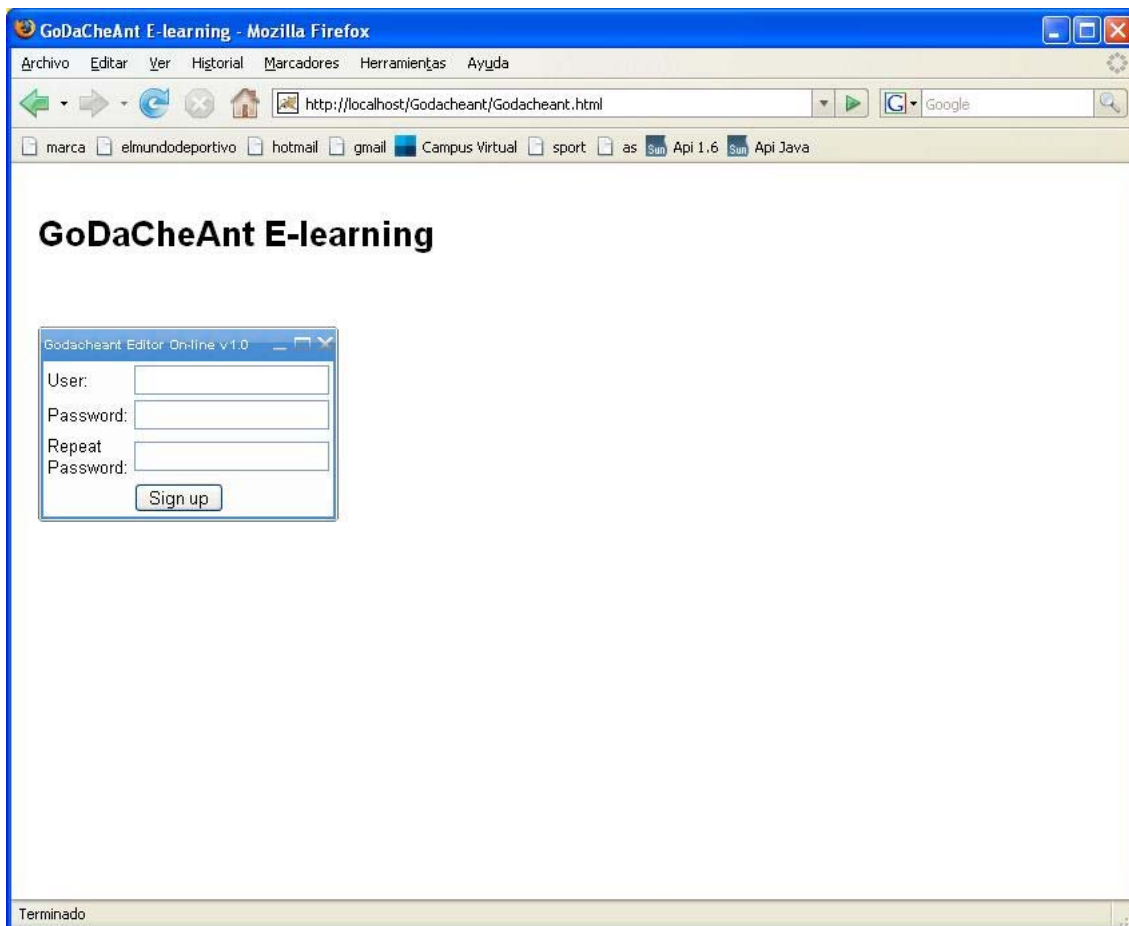 GoDaCheAnt E-learning - Mozilla Firefox
Archivo Editar Ver Historial Marcadores Herramientas Ayuda
http://localhost/Godacheant/Godacheant.html G Google
marca elmundodeportivo hotmail gmail Campus Virtual sport as Sun Api 1.6 Sun Api Java
GoDaCheAnt E-learning
Godacheant Editor On-line v1.0
User:
Password:
Repeat
Password:
Sign up
Terminado